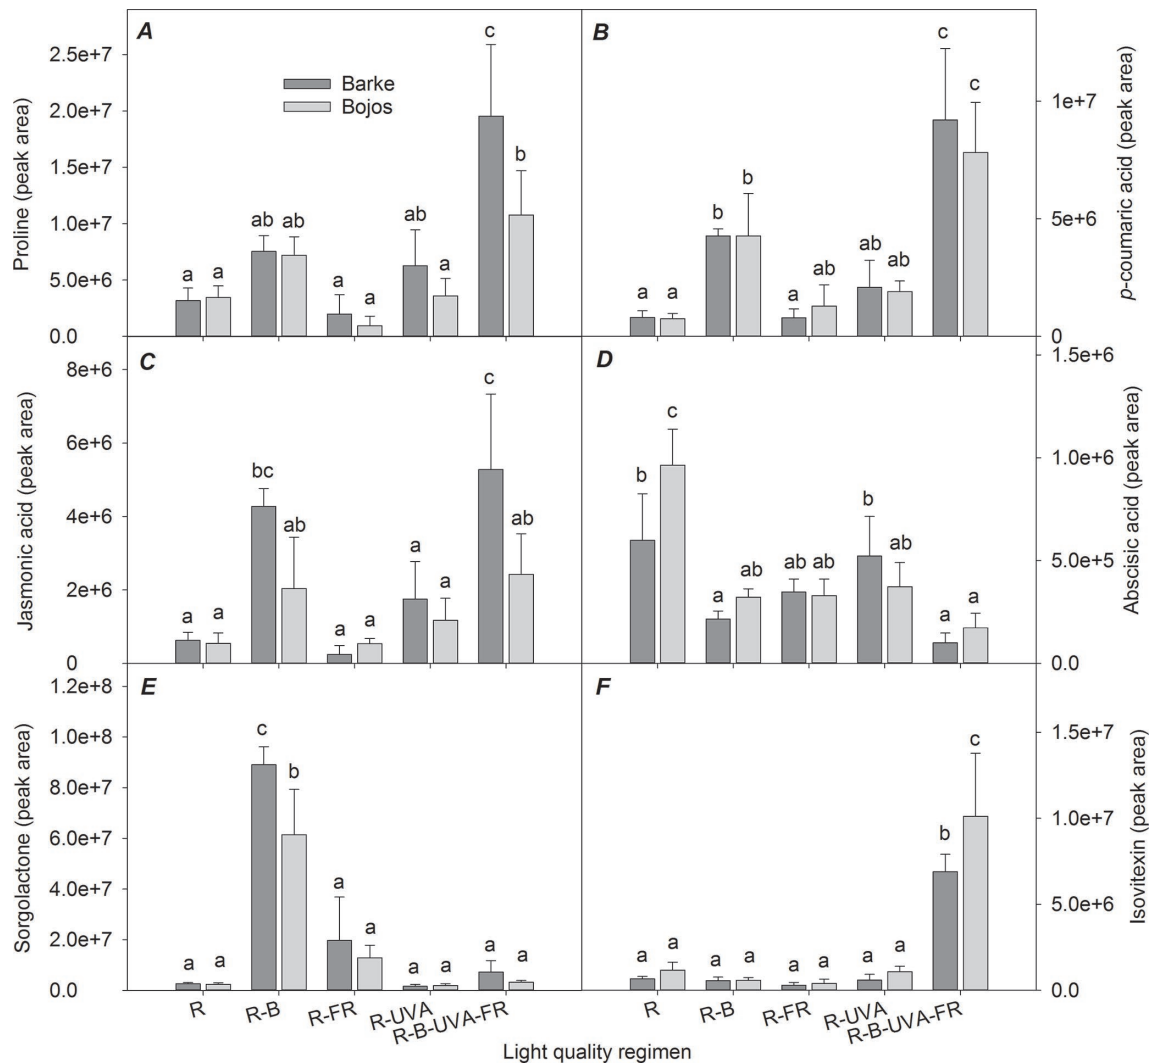 A
B
Barke
Bojos
Proline (peak area)
2.5e+7
2.0e+7
1.5e+7
1.0e+7
5.0e+6
0.0
a a ab ab a a ab a c b
p-coumaric acid (peak area)
1e+7
5e+6
0
a a b b a ab ab ab c c
C
D
Jasmonic acid (peak area)
8e+6
6e+6
4e+6
2e+6
0
a a bc ab a a a a c ab
Abscisic acid (peak area)
1.5e+6
1.0e+6
5.0e+5
0.0
b c a ab ab ab b ab a a
E
F
Sorgolactone (peak area)
1.2e+8
1.0e+8
8.0e+7
6.0e+7
4.0e+7
2.0e+7
0.0
a a c b a a a a a a
Isovitexin (peak area)
1.5e+7
1.0e+7
5.0e+6
0.0
a a a a a a a a b c
R R-B R-FR R-UVA R-B-UVA-FR
R R-B R-FR R-UVA R-B-UVA-FR
Light quality regimen